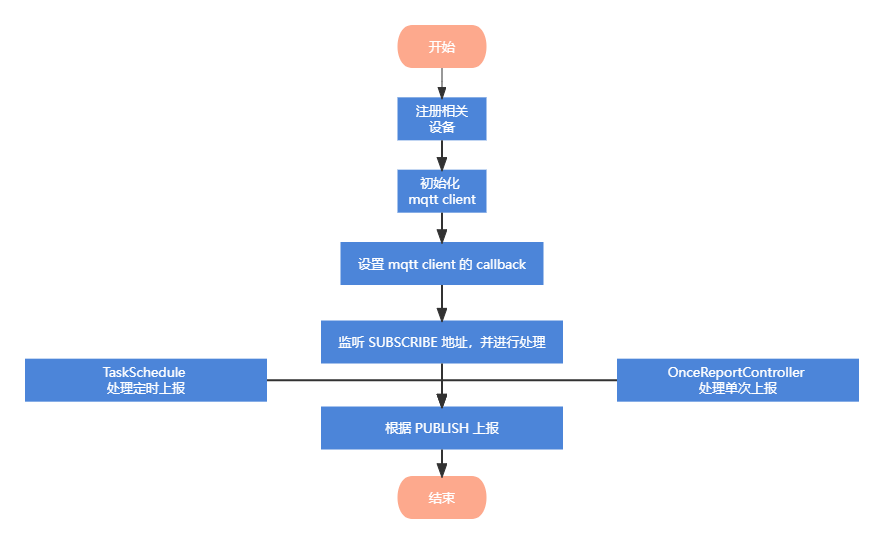 开始
注册相关
设备
初始化
mqtt client
设置 mqtt client 的 callback
监听 SUBSCRIBE 地址，并进行处理
TaskSchedule
处理定时上报
OnceReportController
处理单次上报
根据 PUBLISH 上报
结束